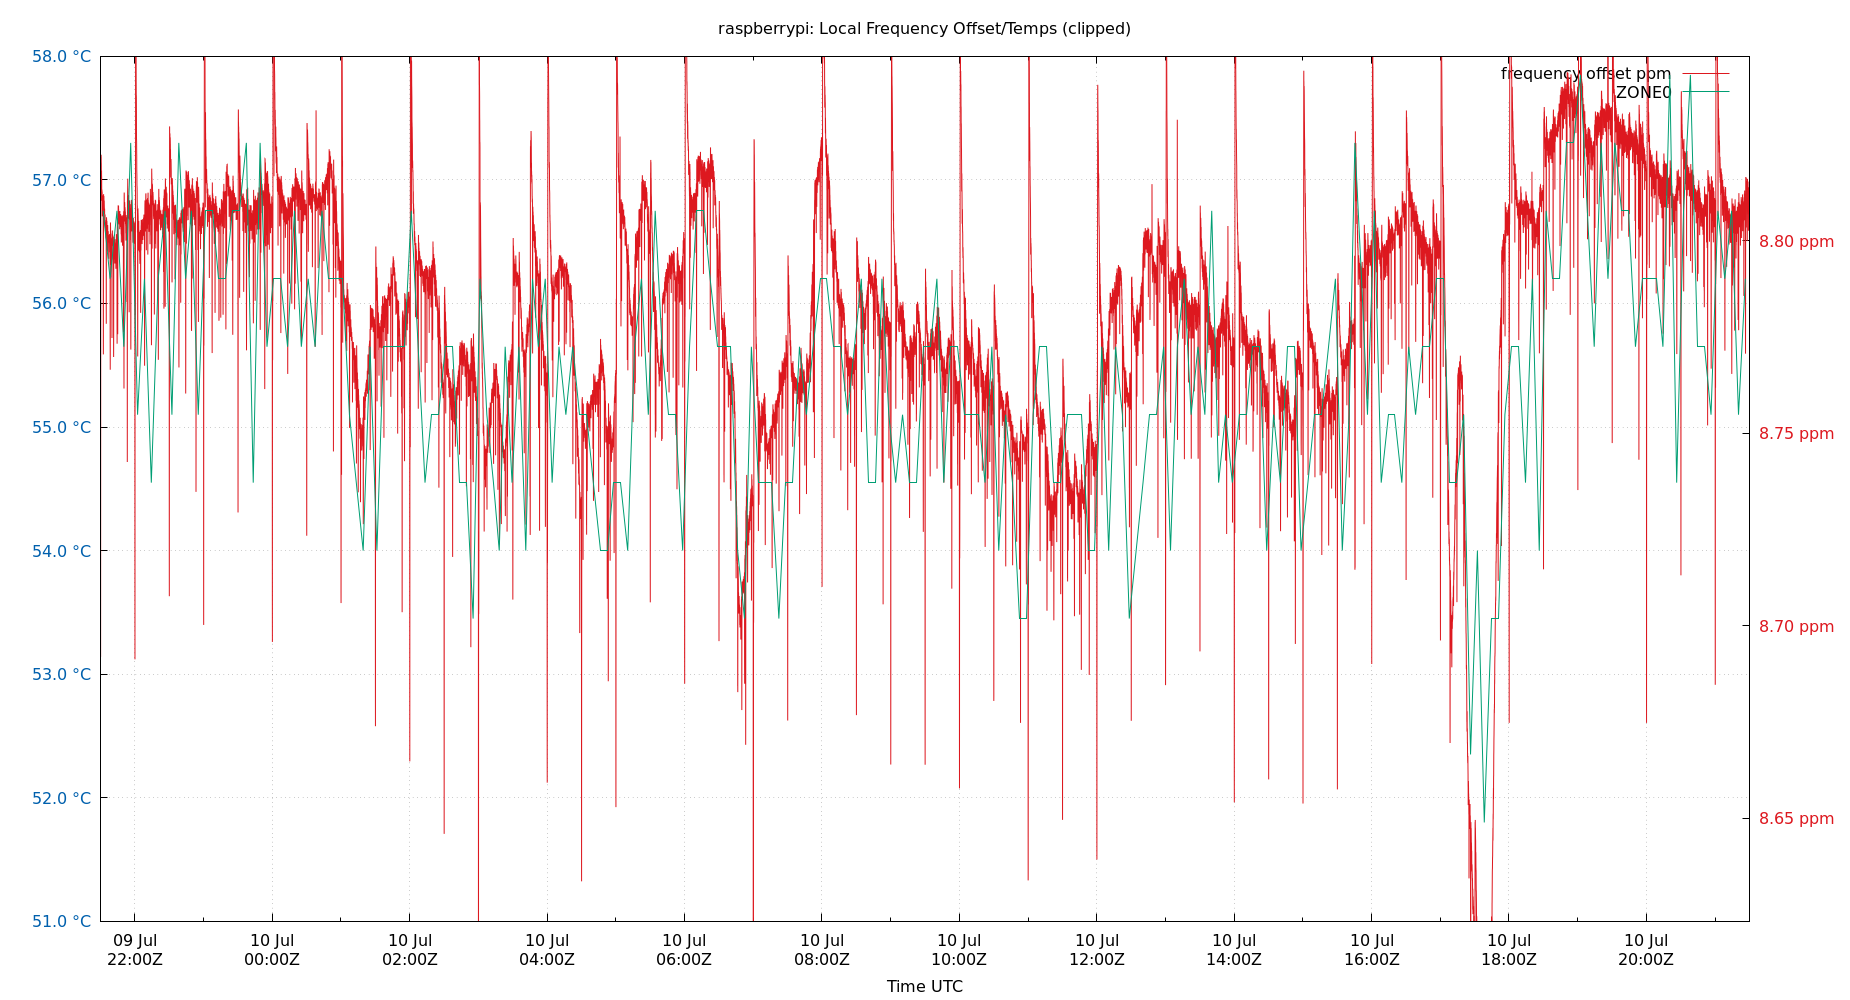 raspberrypi: Local Frequency Offset/Temps (clipped)
frequency offset ppm
ZONE0
58.0 °C
57.0 °C
56.0 °C
55.0 °C
54.0 °C
53.0 °C
52.0 °C
51.0 °C
8.80 ppm
8.75 ppm
8.70 ppm
8.65 ppm
09 Jul
22:00Z
10 Jul
00:00Z
10 Jul
02:00Z
10 Jul
04:00Z
10 Jul
06:00Z
10 Jul
08:00Z
10 Jul
10:00Z
10 Jul
12:00Z
10 Jul
14:00Z
10 Jul
16:00Z
10 Jul
18:00Z
10 Jul
20:00Z
Time UTC